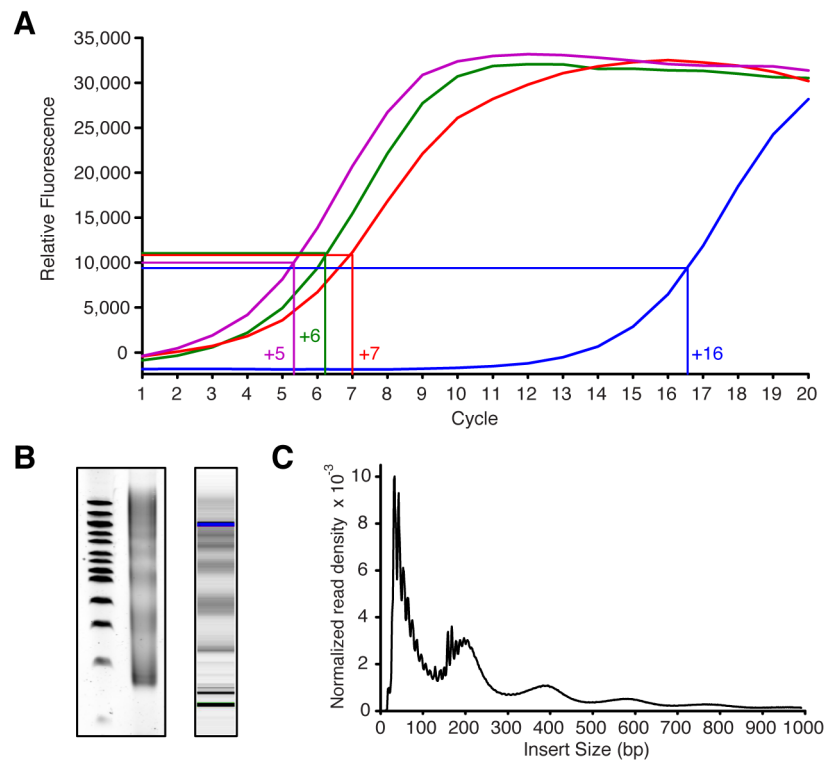 A
35,000
30,000
25,000
20,000
15,000
10,000
5,000
0
Relative Fluorescence
+5
+6
+7
+16
1 2 3 4 5 6 7 8 9 10 11 12 13 14 15 16 17 18 19 20
Cycle
B
C
10
8
6
4
2
0
Normalized read density x 10-3
0 100 200 300 400 500 600 700 800 900 1000
Insert Size (bp)